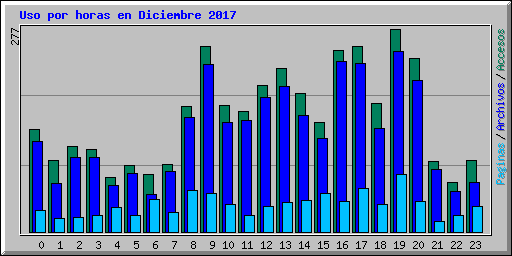 Uso por horas en Diciembre 2017
277
Paginas / Archivos / Accesos
0 1 2 3 4 5 6 7 8 9 10 11 12 13 14 15 16 17 18 19 20 21 22 23